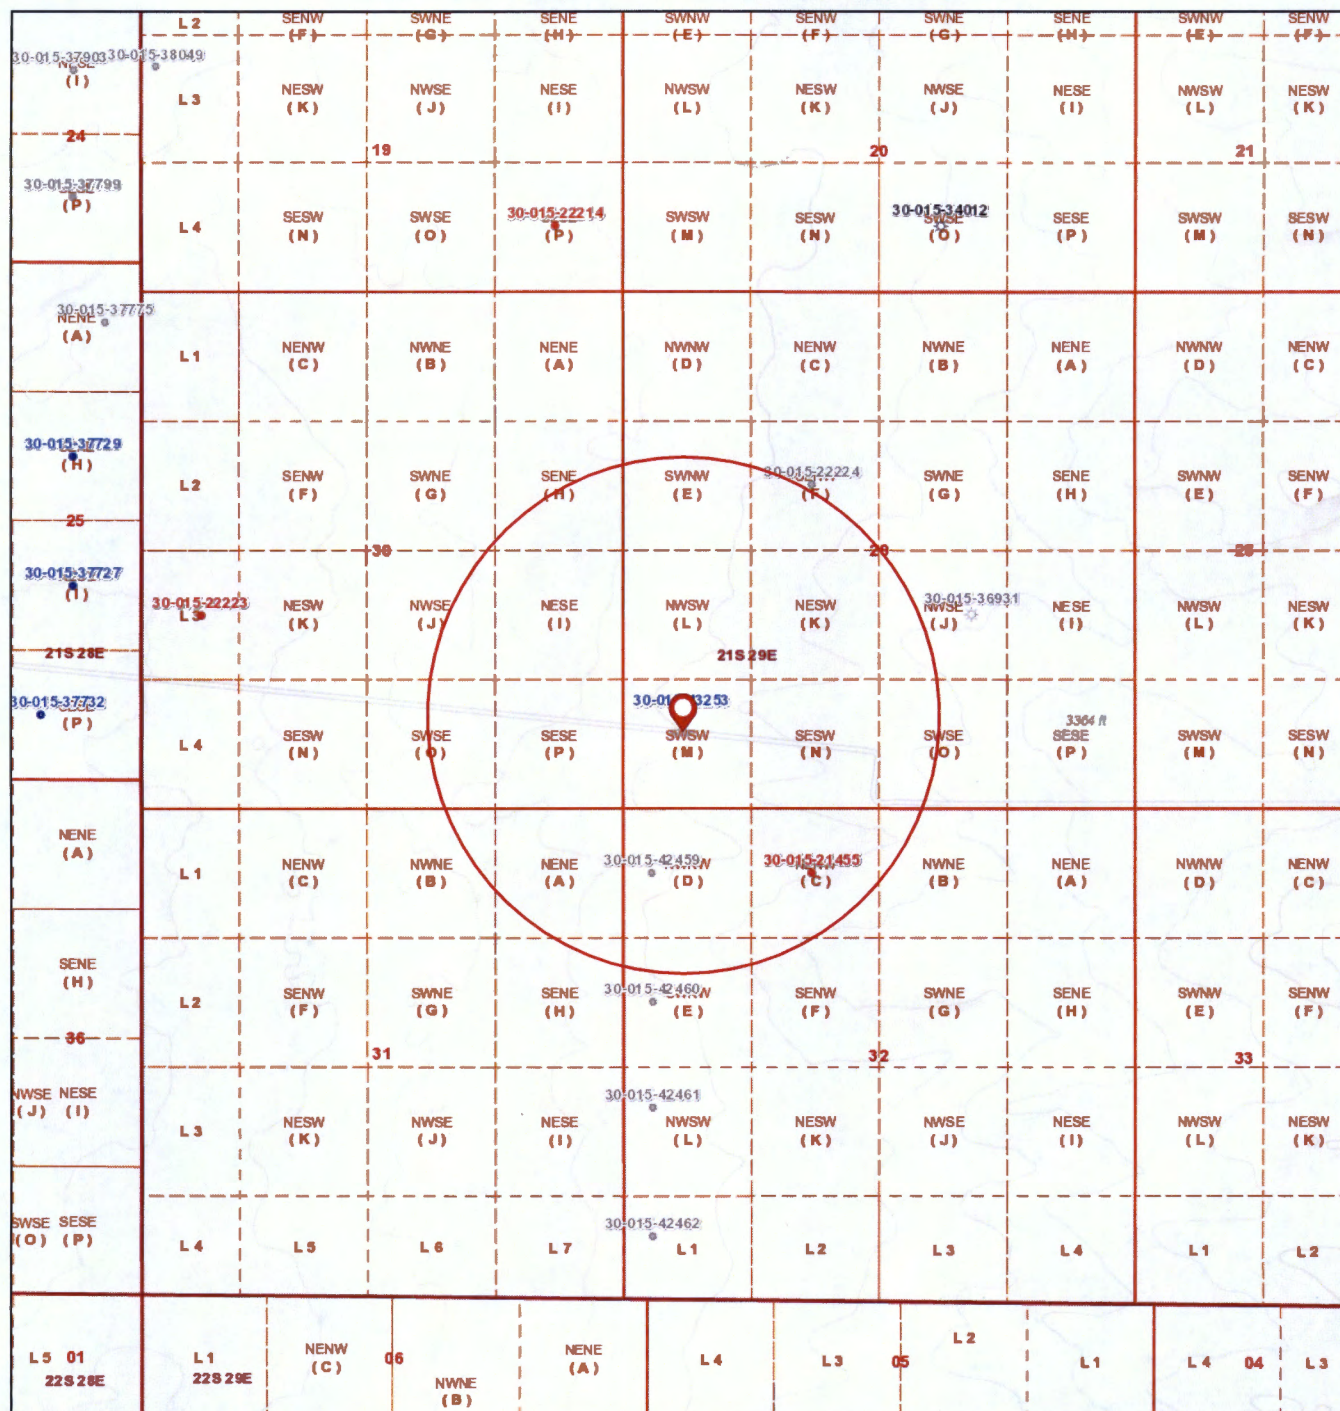 L 2 SENW SWNE SENE SWNW SENW SWNE SENE SWNW SENW
(F) (G) (H) (E) (F) (G) (H) (E) (F)
30-015-37903 30-015-38049
(I) L 3 NESW NWSE NESE NWSW NESW NWSE NESE NWSW NESW
(K) (J) (I) (L) (K) (J) (I) (L) (K)
24 19 20 21
30-015-37799 30-015-22214 30-015-34012
(P) L 4 SESW SWSE SWSW SESW SWSE SESE SWSW SESW
(N) (O) (P) (M) (N) (O) (P) (M) (N)
30-015-37775
NENE
(A) L 1 NENW NWNE NENE NWNW NENW NWNE NENE NWNW NENW
(C) (B) (A) (D) (C) (B) (A) (D) (C)
30-015-37729 30-015-22224
(H) L 2 SENW SWNE SENE SWNW SWNE SENE SWNW SENW
(F) (G) (H) (E) (F) (G) (H) (E) (F)
25 30
30-015-37727 30-015-22223 30-015-36931
(I) L 3 NESW NWSE NESE NWSW NESW NWSE NESE NWSW NESW
(K) (J) (I) (L) (K) (J) (I) (L) (K)
21S 28E 21S 29E
30-015-37732 3364 ft
(P) L 4 SESW SWSE SESE SWSW SESW SWSE SESE SWSW SESW
(N) (O) (P) (M) (N) (O) (P) (M) (N)
NENE
(A)
30-015-42459 30-015-21455
L 1 NENW NWNE NENE NWNE NENE NWNW NENW
(C) (B) (A) (D) (C) (B) (A) (D) (C)
SENE
(H)
30-015-42460
L 2 SENW SWNE SENE SWNW SENW SWNE SENE SWNW SENW
(F) (G) (H) (E) (F) (G) (H) (E) (F)
36 31 32 33
NWSE NESE
(J) (I)
30-015-42461
L 3 NESW NWSE NESE NWSW NESW NWSE NESE NWSW NESW
(K) (J) (I) (L) (K) (J) (I) (L) (K)
SWSE SESE
(O) (P)
30-015-42462
L 4 L 5 L 6 L 7 L 1 L 2 L 3 L 4 L 1 L 2
L 5 01 L 1 NENW 06 NENE L 4 L 3 05 L 2 L 1 L 4 04 L 3
(C) (A)
22S 28E 22S 29E
NWNE
(B)